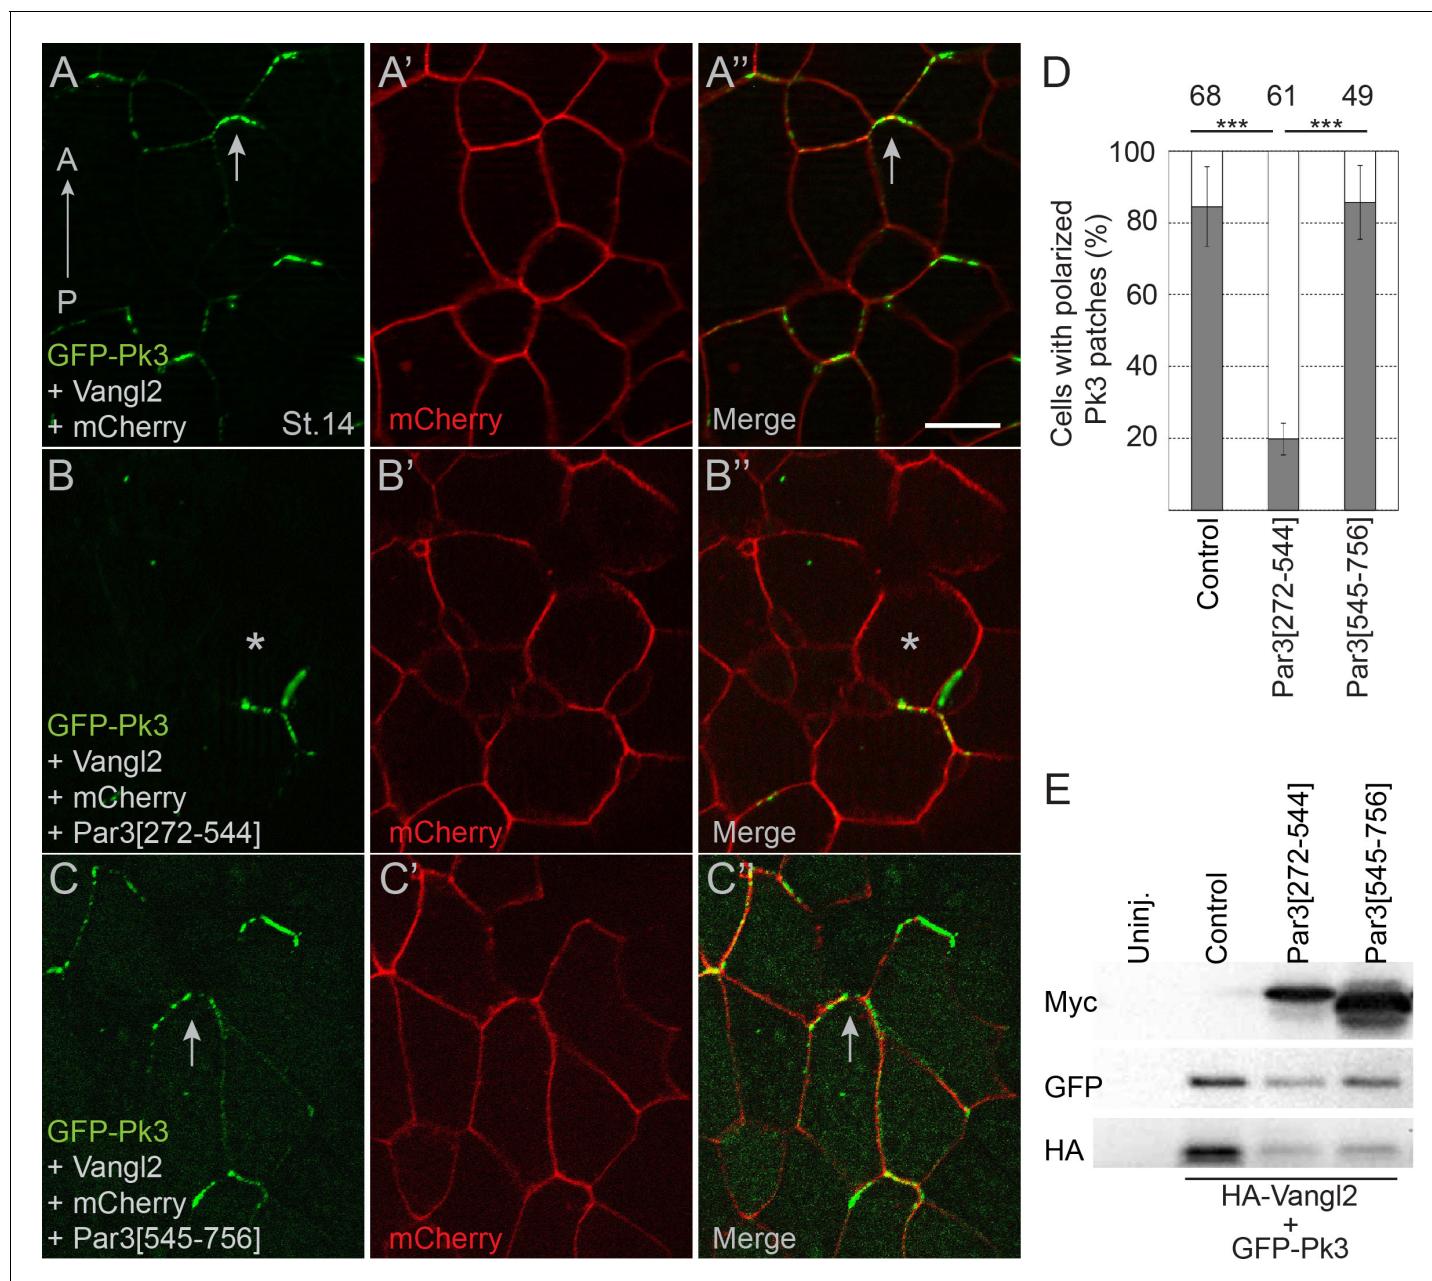 A
A
P
GFP-Pk3
+ Vangl2
+ mCherry
St.14
A’
mCherry
A’’
Merge
B
*
GFP-Pk3
+ Vangl2
+ mCherry
+ Par3[272-544]
B’
mCherry
B’’
*
Merge
C
GFP-Pk3
+ Vangl2
+ mCherry
+ Par3[545-756]
C’
mCherry
C’’
Merge
D
68 61 49
*** ***
Cells with polarized
Pk3 patches (%)
100
80
60
40
20
Control
Par3[272-544]
Par3[545-756]
E
Uninj.
Control
Par3[272-544]
Par3[545-756]
Myc
GFP
HA
HA-Vangl2
+
GFP-Pk3